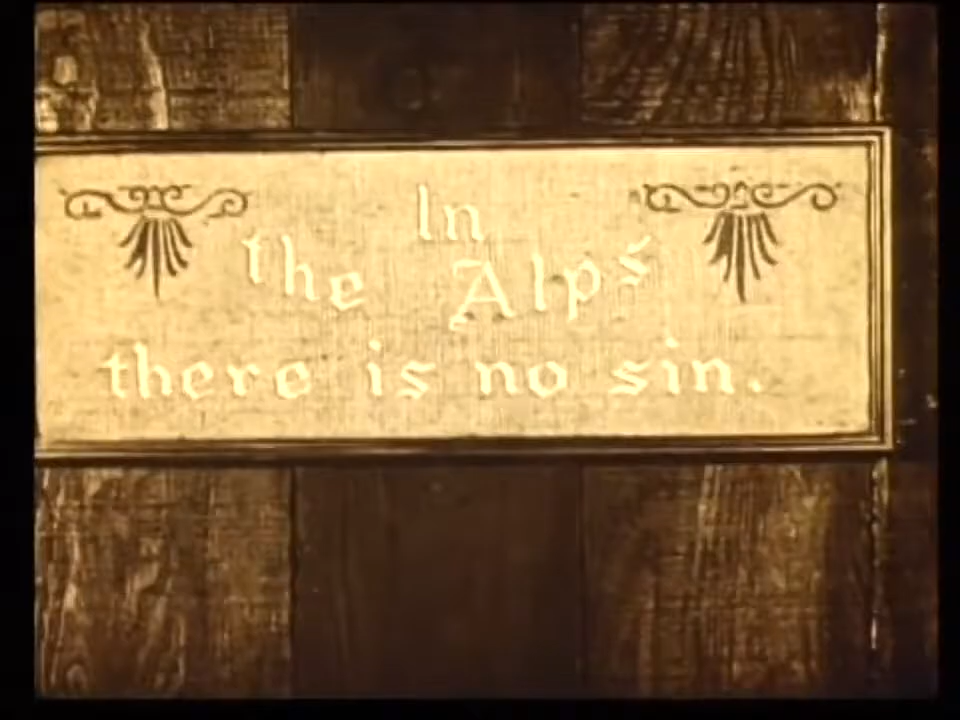 In
the Alps
there is no sin.